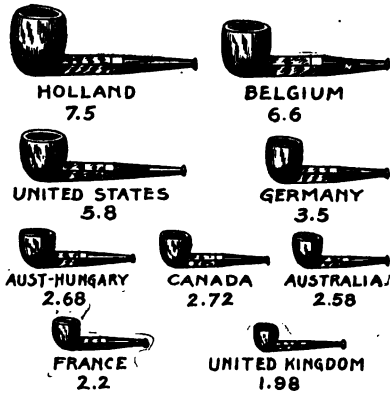 HOLLAND
7.5
BELGIUM
6.6
UNITED STATES
5.8
GERMANY
3.5
AUST-HUNGARY
2.68
CANADA
2.72
AUSTRALIA
2.58
FRANCE
2.2
UNITED KINGDOM
1.98